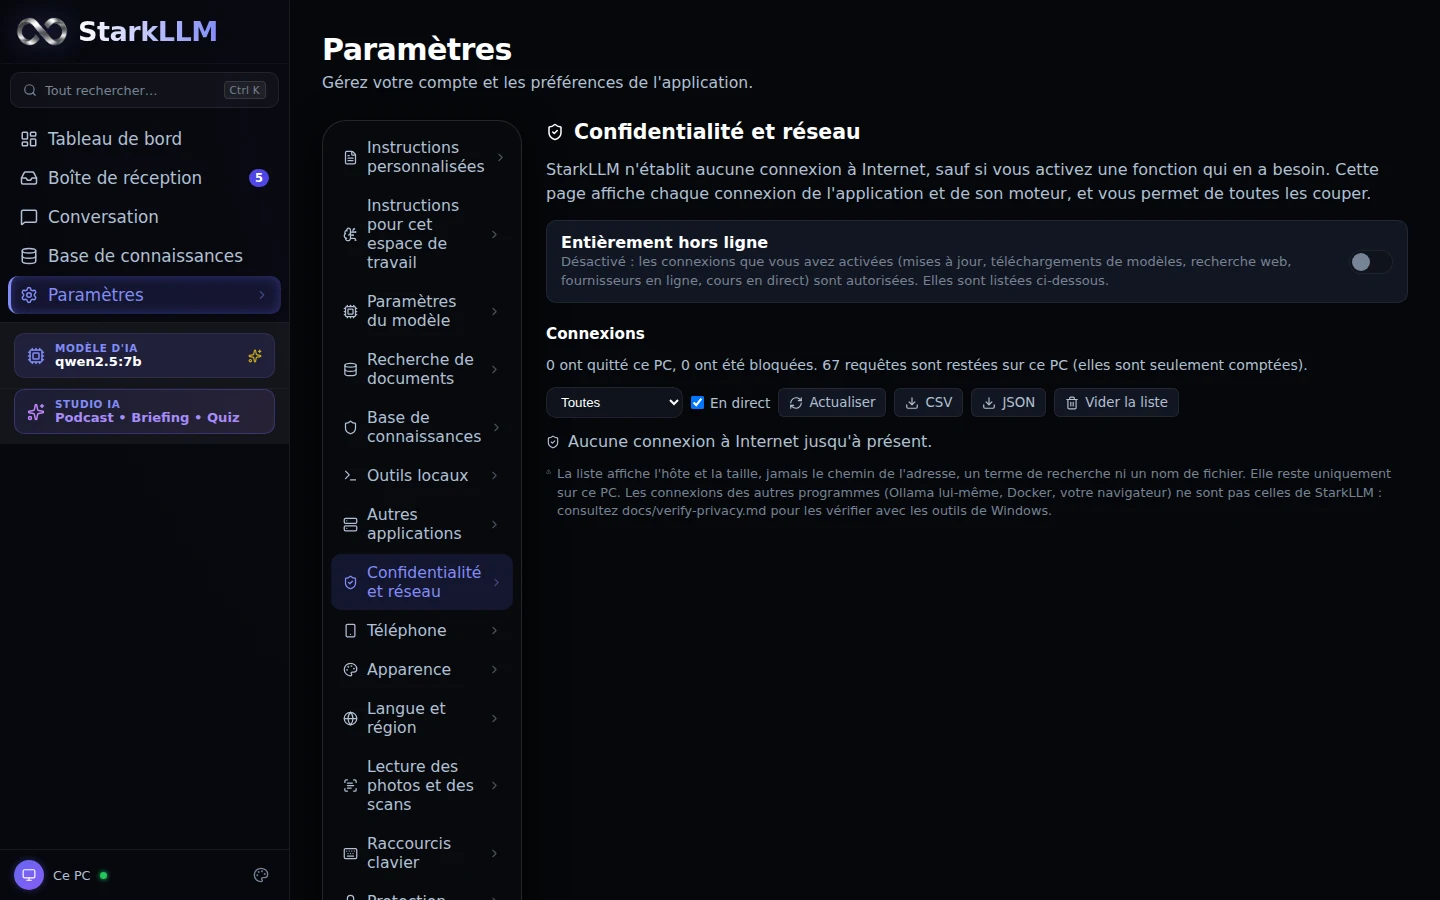 StarkLLM
Tout rechercher…
Ctrl K
Tableau de bord
Boîte de réception
5
Conversation
Base de connaissances
Paramètres
MODÈLE D'IA
qwen2.5:7b
STUDIO IA
Podcast • Briefing • Quiz
Ce PC
Paramètres
Gérez votre compte et les préférences de l'application.
Instructions
personnalisées
Instructions
pour cet
espace de
travail
Paramètres
du modèle
Recherche de
documents
Base de
connaissances
Outils locaux
Autres
applications
Confidentialité
et réseau
Téléphone
Apparence
Langue et
région
Lecture des
photos et des
scans
Raccourcis
clavier
Protection
Confidentialité et réseau
StarkLLM n'établit aucune connexion à Internet, sauf si vous activez une fonction qui en a besoin. Cette
page affiche chaque connexion de l'application et de son moteur, et vous permet de toutes les couper.
Entièrement hors ligne
Désactivé : les connexions que vous avez activées (mises à jour, téléchargements de modèles, recherche web,
fournisseurs en ligne, cours en direct) sont autorisées. Elles sont listées ci-dessous.
Connexions
0 ont quitté ce PC, 0 ont été bloquées. 67 requêtes sont restées sur ce PC (elles sont seulement comptées).
Toutes
En direct
Actualiser
CSV
JSON
Vider la liste
Aucune connexion à Internet jusqu'à présent.
La liste affiche l'hôte et la taille, jamais le chemin de l'adresse, un terme de recherche ni un nom de fichier. Elle reste uniquement
sur ce PC. Les connexions des autres programmes (Ollama lui-même, Docker, votre navigateur) ne sont pas celles de StarkLLM :
consultez docs/verify-privacy.md pour les vérifier avec les outils de Windows.